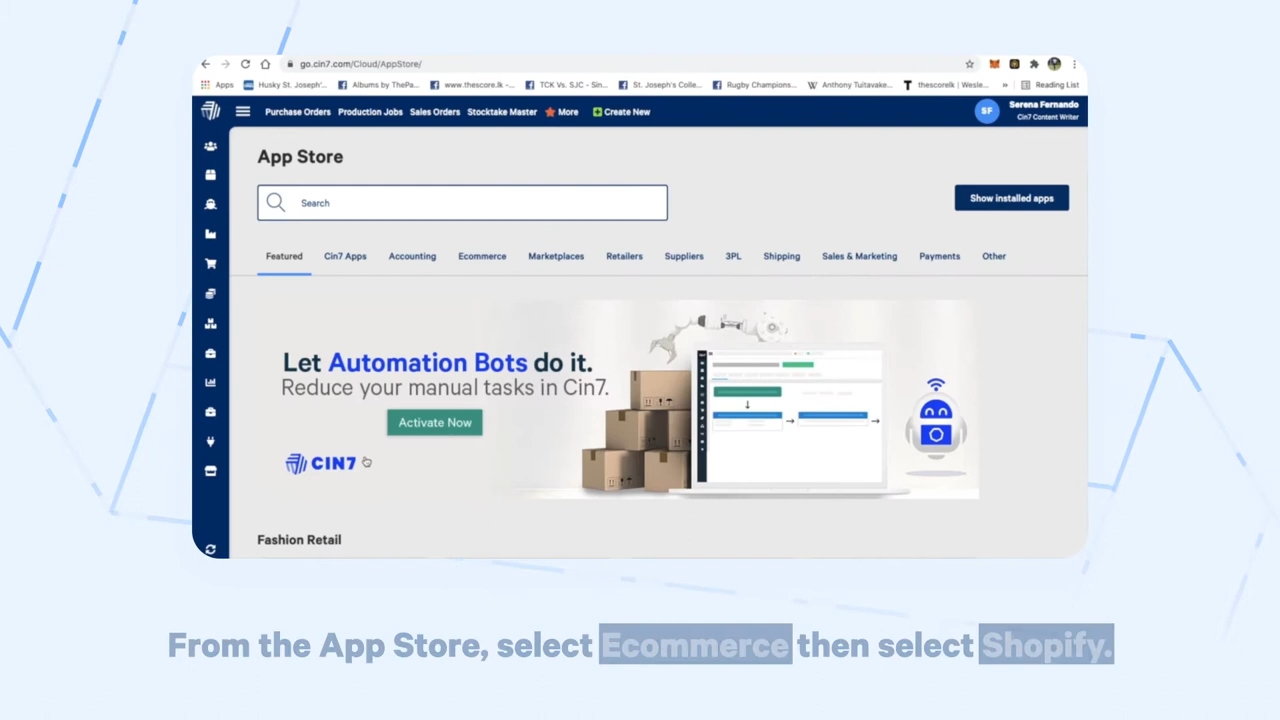 go.cin7.com/Cloud/AppStore/
Apps Husky St. Joseph'... Albums by ThePa... www.thescore.lk -... TCK Vs. SJC - Sin... St. Joseph's Colle... Rugby Champions... Anthony Tuitavake... thescorelk | Wesle... » Reading List
Purchase Orders Production Jobs Sales Orders Stocktake Master More Create New
SF Serena Fernando
Cin7 Content Writer
App Store
Search
Show installed apps
Featured Cin7 Apps Accounting Ecommerce Marketplaces Retailers Suppliers 3PL Shipping Sales & Marketing Payments Other
Let Automation Bots do it.
Reduce your manual tasks in Cin7.
Activate Now
CIN7
Fashion Retail
From the App Store, select Ecommerce then select Shopify.